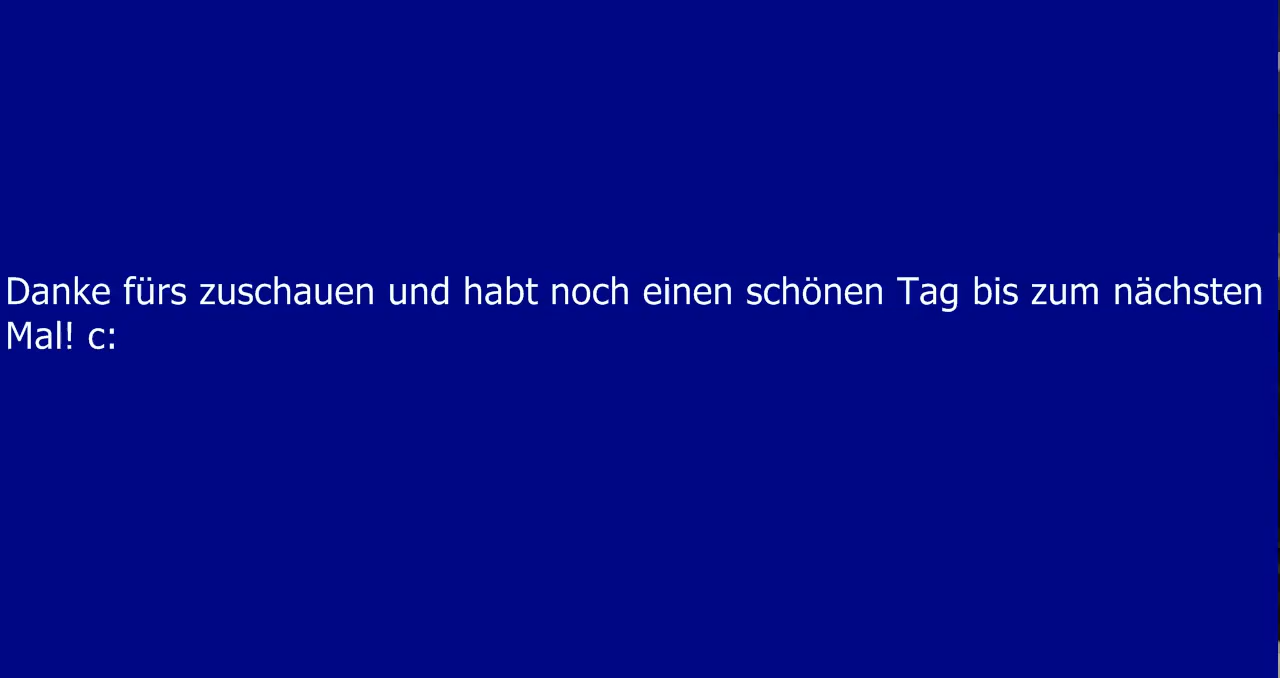 Danke fürs zuschauen und habt noch einen schönen Tag bis zum nächsten
Mal! c: